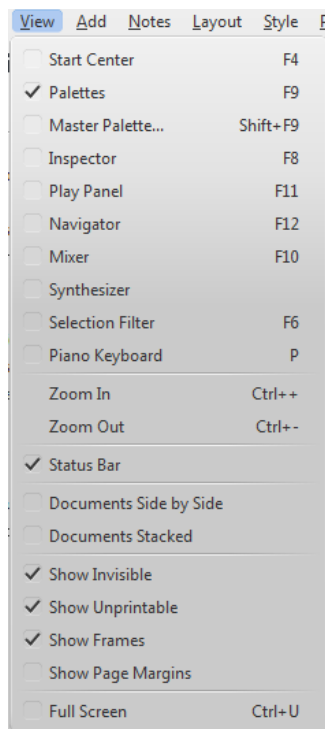 View Add Notes Layout Style
Start Center F4
Palettes F9
Master Palette... Shift+F9
Inspector F8
Play Panel F11
Navigator F12
Mixer F10
Synthesizer
Selection Filter F6
Piano Keyboard P
Zoom In Ctrl++
Zoom Out Ctrl+-
Status Bar
Documents Side by Side
Documents Stacked
Show Invisible
Show Unprintable
Show Frames
Show Page Margins
Full Screen Ctrl+U